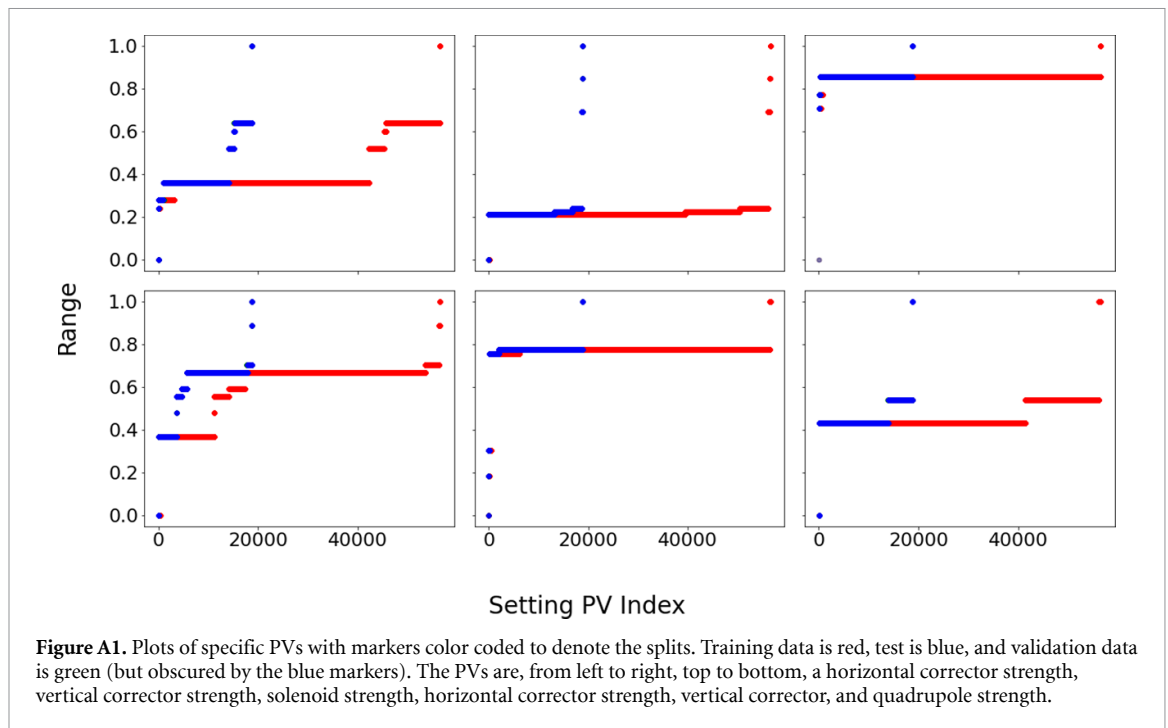 1.0
0.8
0.6
0.4
0.2
0.0
Range
1.0
0.8
0.6
0.4
0.2
0.0
0 20000 40000 0 20000 40000 0 20000 40000
Setting PV Index
Figure A1. Plots of specific PVs with markers color coded to denote the splits. Training data is red, test is blue, and validation data
is green (but obscured by the blue markers). The PVs are, from left to right, top to bottom, a horizontal corrector strength,
vertical corrector strength, solenoid strength, horizontal corrector strength, vertical corrector, and quadrupole strength.